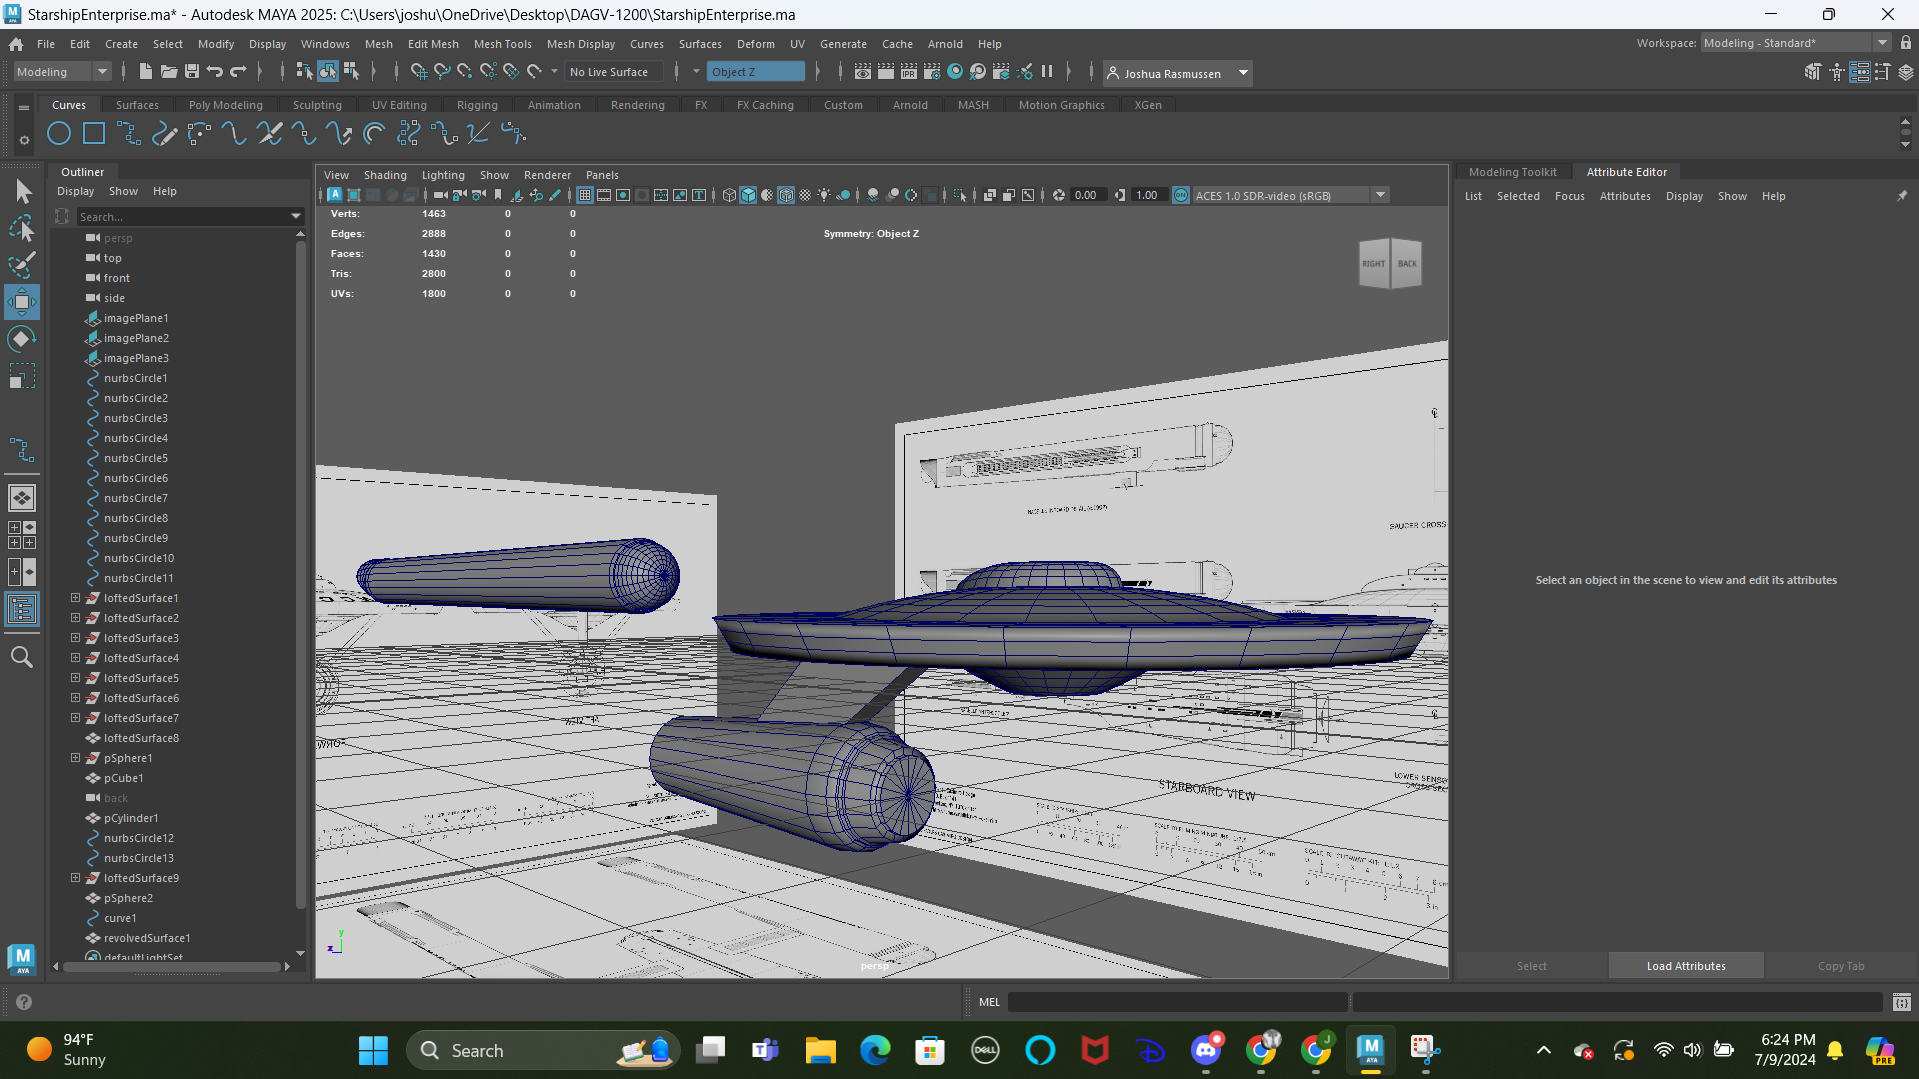 StarshipEnterprise.ma* - Autodesk MAYA 2025: C:\Users\joshu\OneDrive\Desktop\DAGV-1200\StarshipEnterprise.ma
File Edit Create Select Modify Display Windows Mesh Edit Mesh Mesh Tools Mesh Display Curves Surfaces Deform UV Generate Cache Arnold Help
Workspace: Modeling - Standard*
Modeling No Live Surface Object Z IPR Joshua Rasmussen
Curves Surfaces Poly Modeling Sculpting UV Editing Rigging Animation Rendering FX FX Caching Custom Arnold MASH Motion Graphics XGen
Outliner
Display Show Help
Search...
persp
top
front
side
imagePlane1
imagePlane2
imagePlane3
nurbsCircle1
nurbsCircle2
nurbsCircle3
nurbsCircle4
nurbsCircle5
nurbsCircle6
nurbsCircle7
nurbsCircle8
nurbsCircle9
nurbsCircle10
nurbsCircle11
loftedSurface1
loftedSurface2
loftedSurface3
loftedSurface4
loftedSurface5
loftedSurface6
loftedSurface7
loftedSurface8
pSphere1
pCube1
back
pCylinder1
nurbsCircle12
nurbsCircle13
loftedSurface9
pSphere2
curve1
revolvedSurface1
defaultLightSet
View Shading Lighting Show Renderer Panels
0.00 1.00 ACES 1.0 SDR-video (sRGB)
Verts: 1463 0 0
Edges: 2888 0 0
Faces: 1430 0 0
Tris: 2800 0 0
UVs: 1800 0 0
Symmetry: Object Z
RIGHT BACK
SAUCER CROSS
STARBOARD VIEW
LOWER SENSO
y
z
persp
Modeling Toolkit Attribute Editor
List Selected Focus Attributes Display Show Help
Select an object in the scene to view and edit its attributes
Select Load Attributes Copy Tab
MEL
94°F
Sunny
Search
DELL
6:24 PM
7/9/2024
PRE
M
AYA